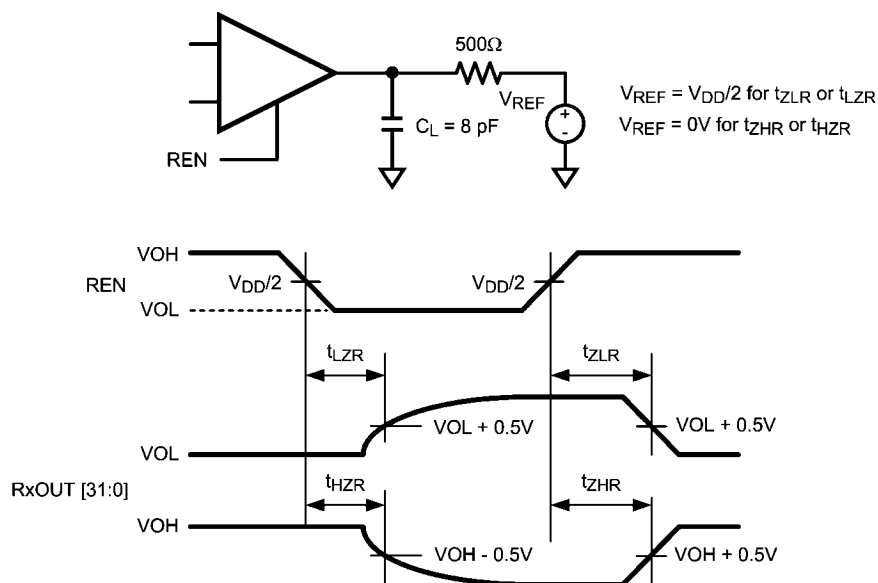 500Ω
V_REF
+
-
C_L = 8 pF
REN
V_REF = V_DD/2 for t_ZLR or t_LZR
V_REF = 0V for t_ZHR or t_HZR
VOH
REN
V_DD/2
V_DD/2
VOL
t_LZR
t_ZLR
VOL + 0.5V
VOL + 0.5V
VOL
RxOUT [31:0]
t_HZR
t_ZHR
VOH
VOH - 0.5V
VOH + 0.5V